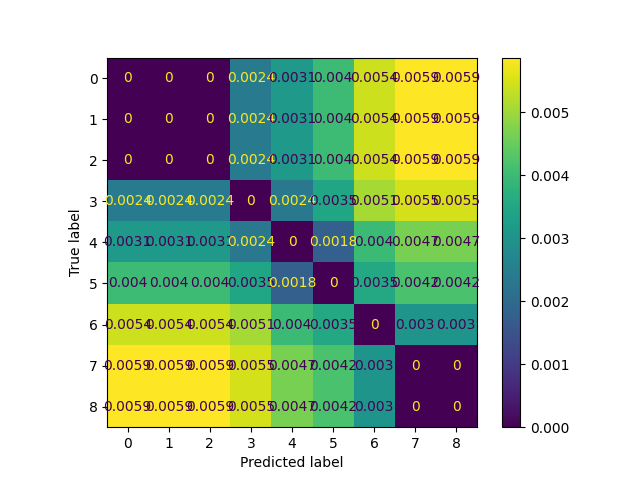 0 0 0 0 0.0024 0.0031 0.004 0.0054 0.0059 0.0059
1 0 0 0 0.0024 0.0031 0.004 0.0054 0.0059 0.0059
2 0 0 0 0.0024 0.0031 0.004 0.0054 0.0059 0.0059
3 0.0024 0.0024 0.0024 0 0.0024 0.0035 0.0051 0.0055 0.0055
4 0.0031 0.0031 0.0031 0.0024 0 0.0018 0.004 0.0047 0.0047
5 0.004 0.004 0.004 0.0035 0.0018 0 0.0035 0.0042 0.0042
6 0.0054 0.0054 0.0054 0.0051 0.004 0.0035 0 0.003 0.003
7 0.0059 0.0059 0.0059 0.0055 0.0047 0.0042 0.003 0 0
8 0.0059 0.0059 0.0059 0.0055 0.0047 0.0042 0.003 0 0
0 1 2 3 4 5 6 7 8
Predicted label
True label
0.005
0.004
0.003
0.002
0.001
0.000